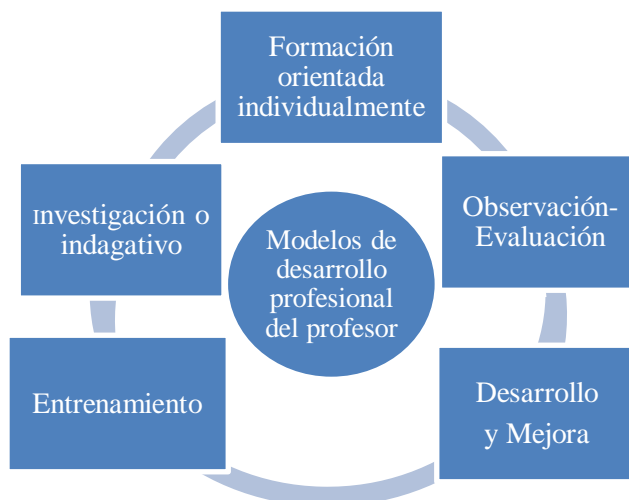 Formación
orientada
individualmente
Observación-
Evaluación
Desarrollo
y Mejora
Entrenamiento
Investigación o
indagativo
Modelos de
desarrollo
profesional
del profesor